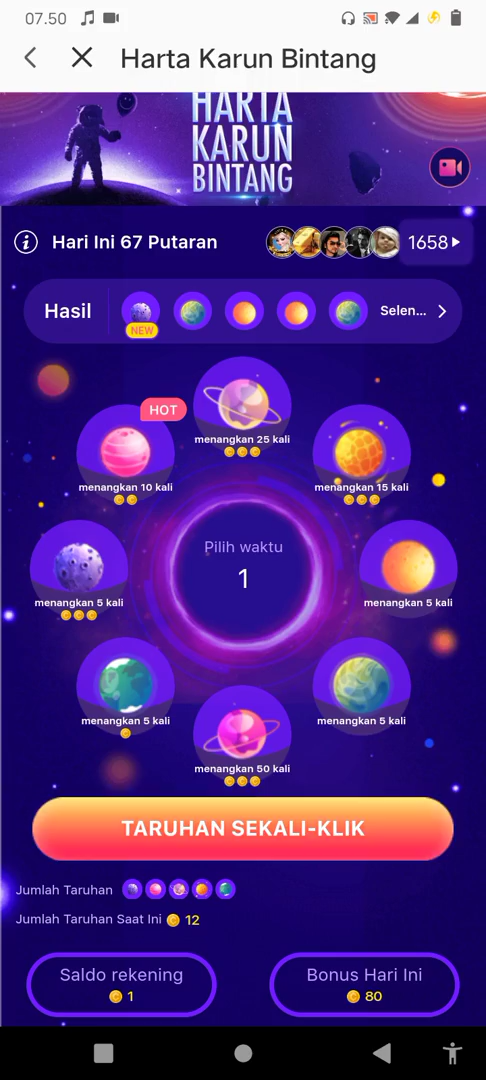 07.50
Harta Karun Bintang
HARTA
KARUN
BINTANG
Hari Ini 67 Putaran
1658
Hasil
NEW
Selen...
HOT
menangkan 25 kali
menangkan 10 kali
menangkan 15 kali
Pilih waktu
1
menangkan 5 kali
menangkan 5 kali
menangkan 5 kali
menangkan 5 kali
menangkan 50 kali
TARUHAN SEKALI-KLIK
Jumlah Taruhan
Jumlah Taruhan Saat Ini 12
Saldo rekening
1
Bonus Hari Ini
80